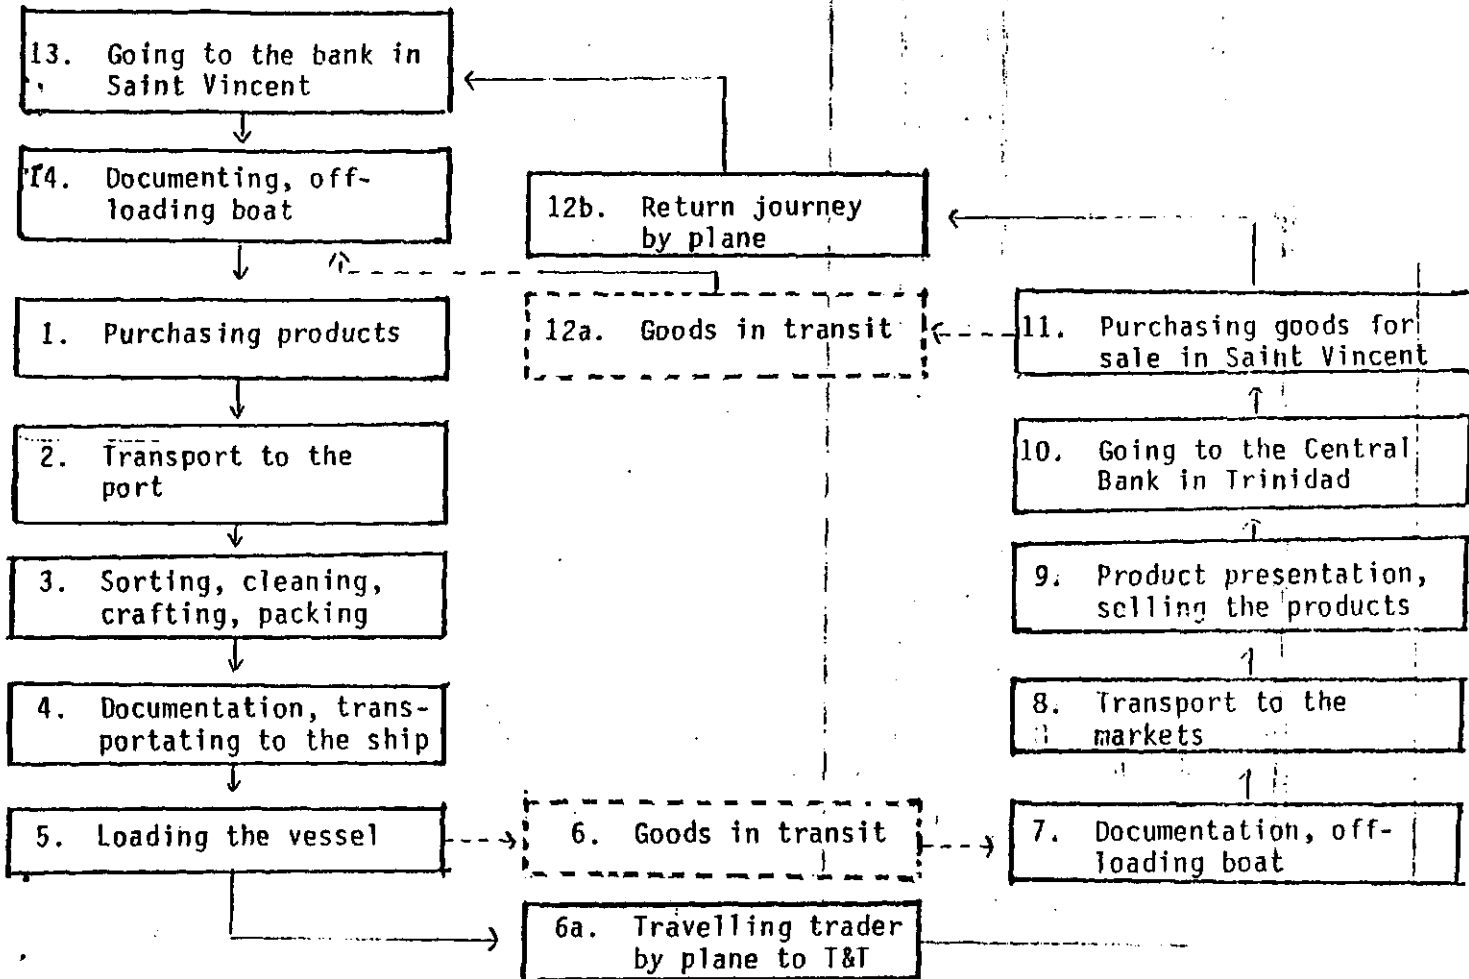 13. Going to the bank in
Saint Vincent
14. Documenting, off-
loading boat
1. Purchasing products
2. Transport to the
port
3. Sorting, cleaning,
crafting, packing
4. Documentation, trans-
portating to the ship
5. Loading the vessel
12b. Return journey
by plane
12a. Goods in transit
6. Goods in transit
6a. Travelling trader
by plane to T&T
11. Purchasing goods for
sale in Saint Vincent
10. Going to the Central
Bank in Trinidad
9. Product presentation,
selling the products
8. Transport to the
markets
7. Documentation, off-
loading boat